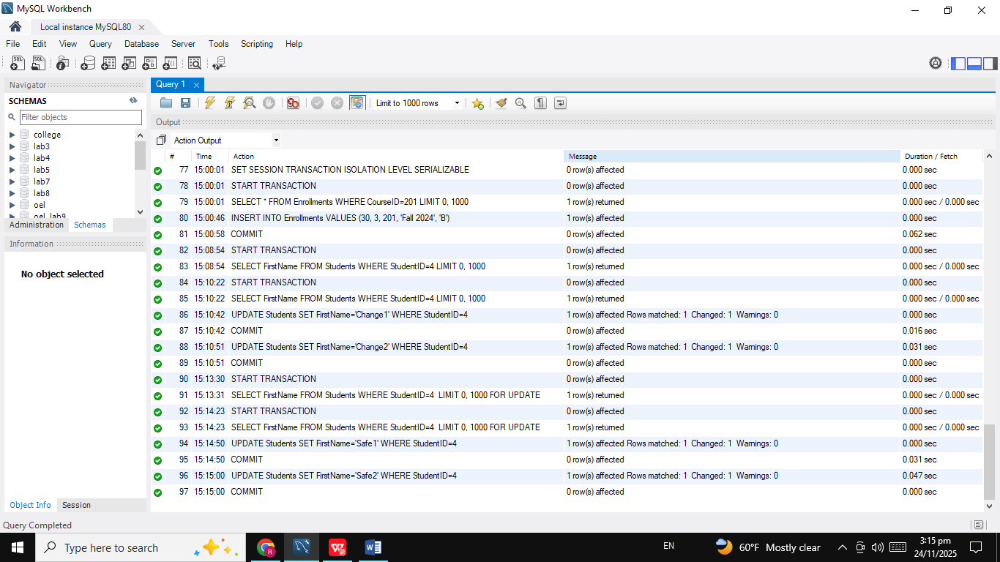 MySQL Workbench
Local instance MySQL80
File Edit View Query Database Server Tools Scripting Help
Navigator
SCHEMAS
Filter objects
college
lab3
lab4
lab5
lab7
lab8
oel
oel_lab9
Administration Schemas
Information
No object selected
Object Info Session
Query 1
Limit to 1000 rows
Output
Action Output
# Time Action Message Duration / Fetch
77 15:00:01 SET SESSION TRANSACTION ISOLATION LEVEL SERIALIZABLE 0 row(s) affected 0.000 sec
78 15:00:01 START TRANSACTION 0 row(s) affected 0.000 sec
79 15:00:01 SELECT * FROM Enrollments WHERE CourseID=201 LIMIT 0, 1000 1 row(s) returned 0.000 sec / 0.000 sec
80 15:00:46 INSERT INTO Enrollments VALUES (30, 3, 201, 'Fall 2024', 'B') 1 row(s) affected 0.000 sec
81 15:00:58 COMMIT 0 row(s) affected 0.062 sec
82 15:08:54 START TRANSACTION 0 row(s) affected 0.000 sec
83 15:08:54 SELECT FirstName FROM Students WHERE StudentID=4 LIMIT 0, 1000 1 row(s) returned 0.000 sec / 0.000 sec
84 15:10:22 START TRANSACTION 0 row(s) affected 0.000 sec
85 15:10:22 SELECT FirstName FROM Students WHERE StudentID=4 LIMIT 0, 1000 1 row(s) returned 0.000 sec / 0.000 sec
86 15:10:42 UPDATE Students SET FirstName='Change1' WHERE StudentID=4 1 row(s) affected Rows matched: 1 Changed: 1 Warnings: 0 0.000 sec
87 15:10:42 COMMIT 0 row(s) affected 0.016 sec
88 15:10:51 UPDATE Students SET FirstName='Change2' WHERE StudentID=4 1 row(s) affected Rows matched: 1 Changed: 1 Warnings: 0 0.031 sec
89 15:10:51 COMMIT 0 row(s) affected 0.000 sec
90 15:13:30 START TRANSACTION 0 row(s) affected 0.000 sec
91 15:13:31 SELECT FirstName FROM Students WHERE StudentID=4 LIMIT 0, 1000 FOR UPDATE 1 row(s) returned 0.000 sec / 0.000 sec
92 15:14:23 START TRANSACTION 0 row(s) affected 0.000 sec
93 15:14:23 SELECT FirstName FROM Students WHERE StudentID=4 LIMIT 0, 1000 FOR UPDATE 1 row(s) returned 0.000 sec / 0.000 sec
94 15:14:50 UPDATE Students SET FirstName='Safe1' WHERE StudentID=4 1 row(s) affected Rows matched: 1 Changed: 1 Warnings: 0 0.000 sec
95 15:14:50 COMMIT 0 row(s) affected 0.031 sec
96 15:15:00 UPDATE Students SET FirstName='Safe2' WHERE StudentID=4 1 row(s) affected Rows matched: 1 Changed: 1 Warnings: 0 0.047 sec
97 15:15:00 COMMIT 0 row(s) affected 0.000 sec
Query Completed
Type here to search
EN
60°F Mostly clear
3:15 pm
24/11/2025